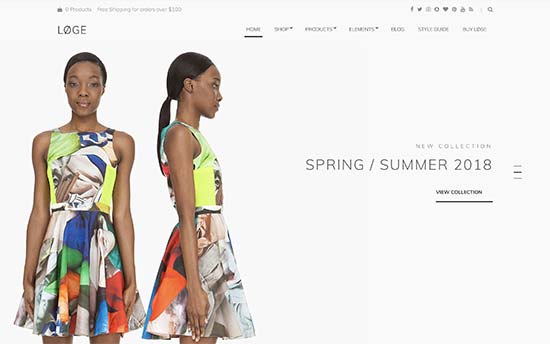 0 Products Free Shipping for orders over $100
LØGE HOME SHOP PRODUCTS ELEMENTS BLOG STYLE GUIDE BUY LØGE
NEW COLLECTION
SPRING / SUMMER 2018
VIEW COLLECTION